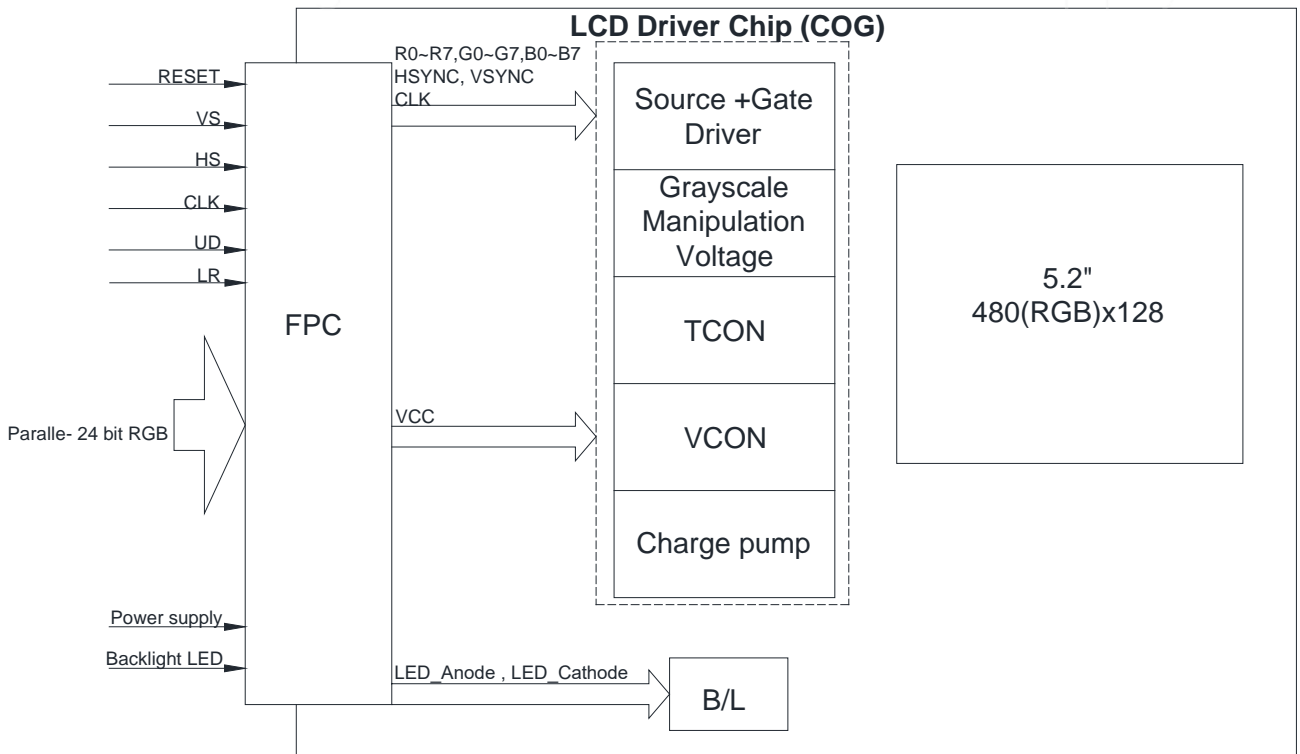 LCD Driver Chip (COG)
R0~R7,G0~G7,B0~B7
HSYNC, VSYNC
CLK
RESET
VS
HS
CLK
UD
LR
FPC
Paralle- 24 bit RGB
VCC
Power supply
Backlight LED
LED_Anode , LED_Cathode
Source +Gate
Driver
Grayscale
Manipulation
Voltage
TCON
VCON
Charge pump
B/L
5.2"
480(RGB)x128